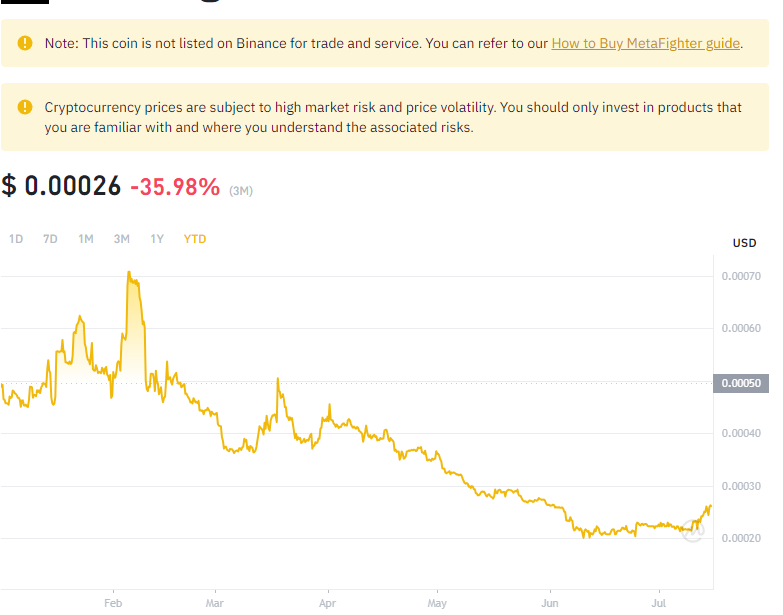 Note: This coin is not listed on Binance for trade and service. You can refer to our How to Buy MetaFighter guide.
Cryptocurrency prices are subject to high market risk and price volatility. You should only invest in products that
you are familiar with and where you understand the associated risks.
$ 0.00026 -35.98% (3M)
1D 7D 1M 3M 1Y YTD
USD
0.00070
0.00060
0.00050
0.00040
0.00030
0.00020
Feb Mar Apr May Jun Jul